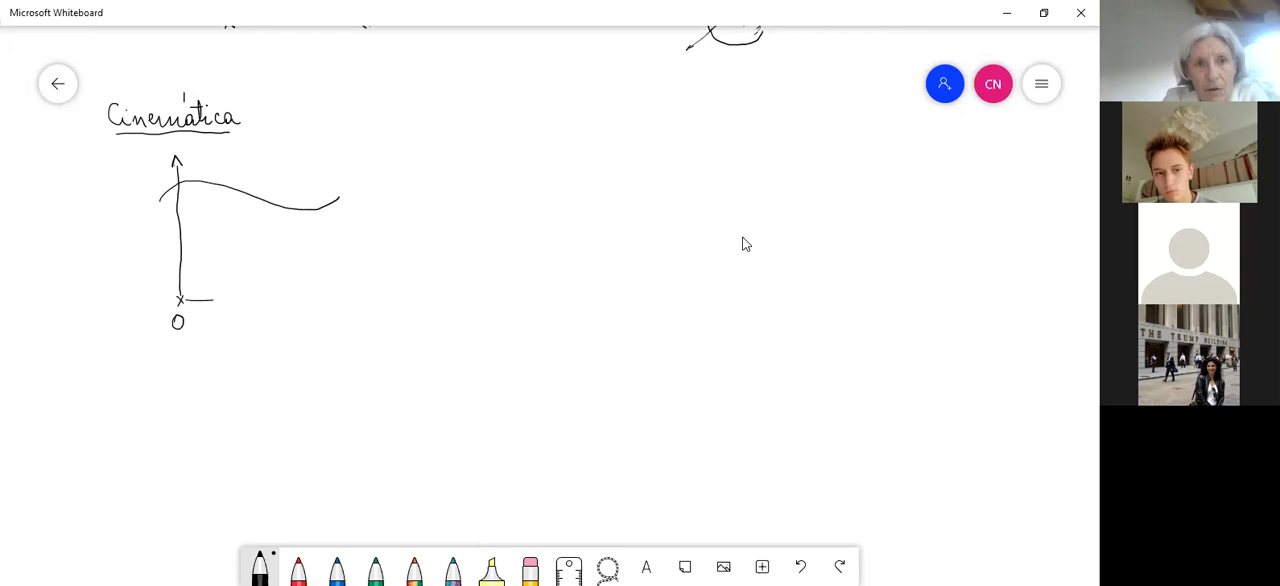 Microsoft Whiteboard
CN
Cinemática
O
A
THE TRUMP BUILDING